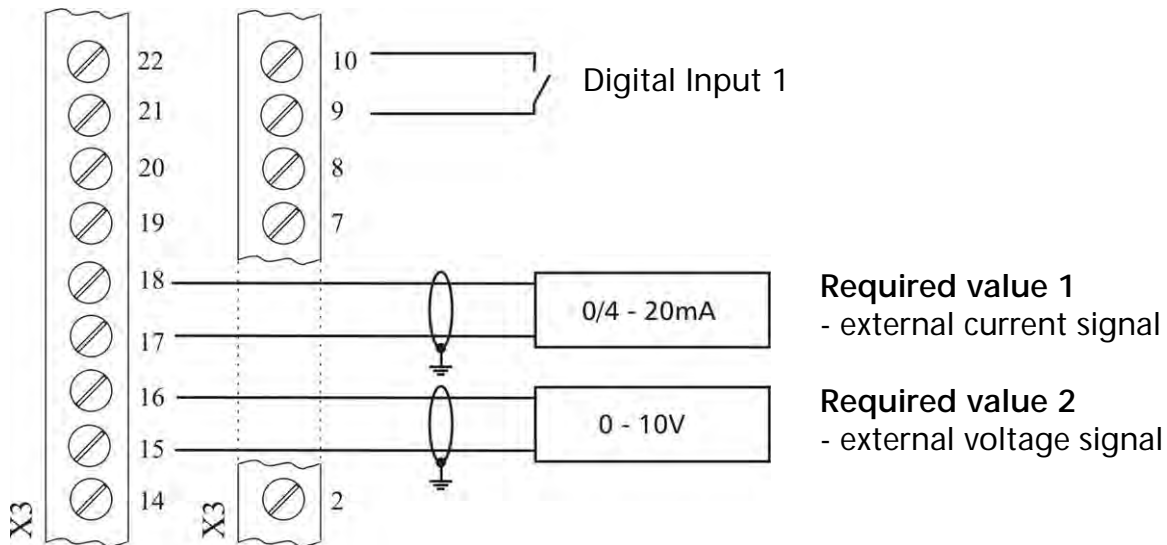 22
21
20
19
18
17
16
15
14
X3
10
9
8
7
2
X3
Digital Input 1
0/4 - 20mA
Required value 1
- external current signal
0 - 10V
Required value 2
- external voltage signal